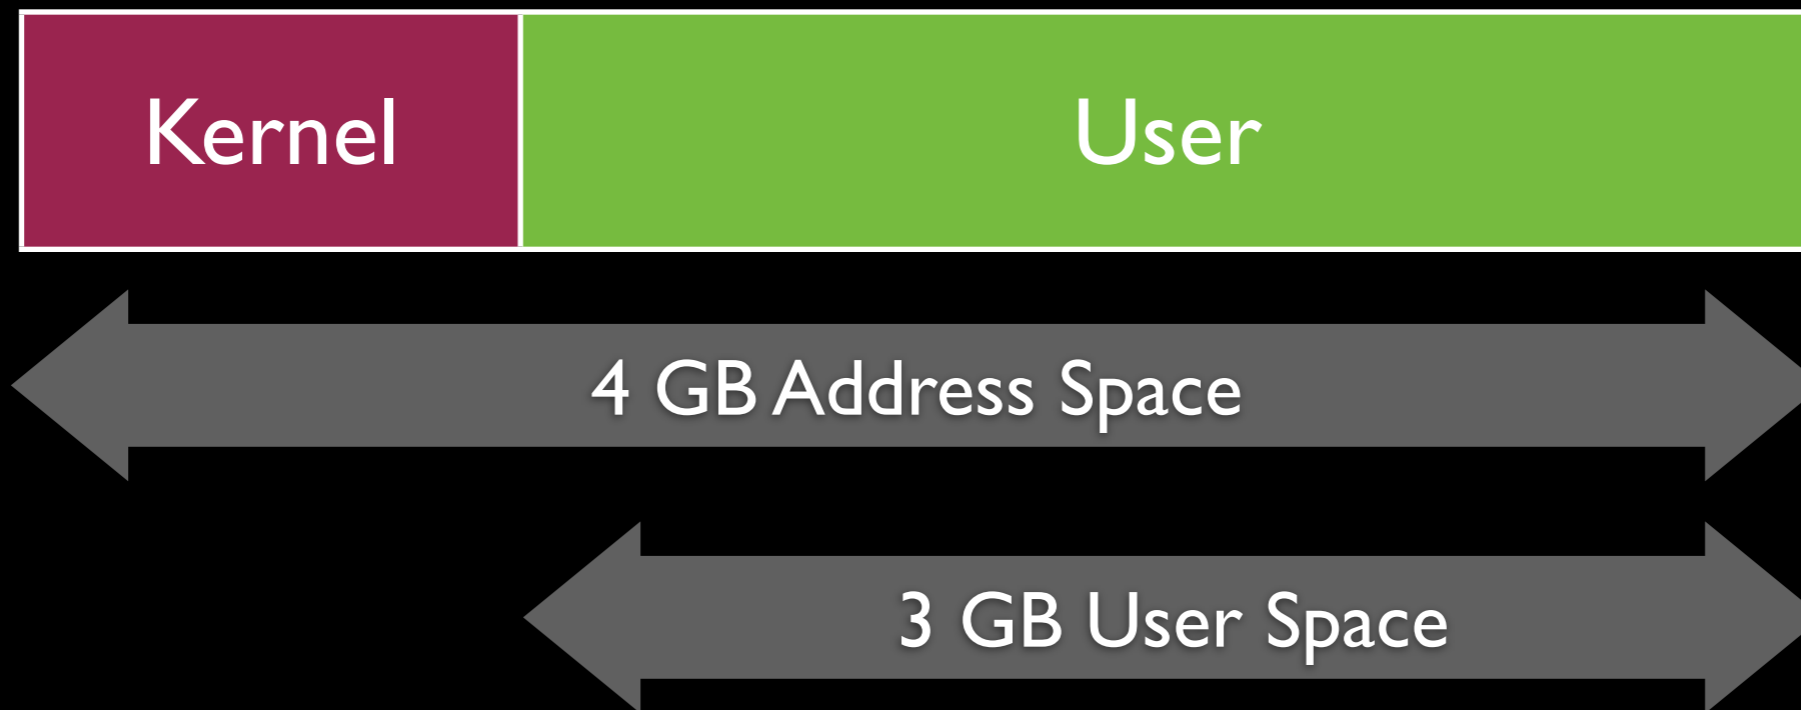 Kernel User
4 GB Address Space
3 GB User Space